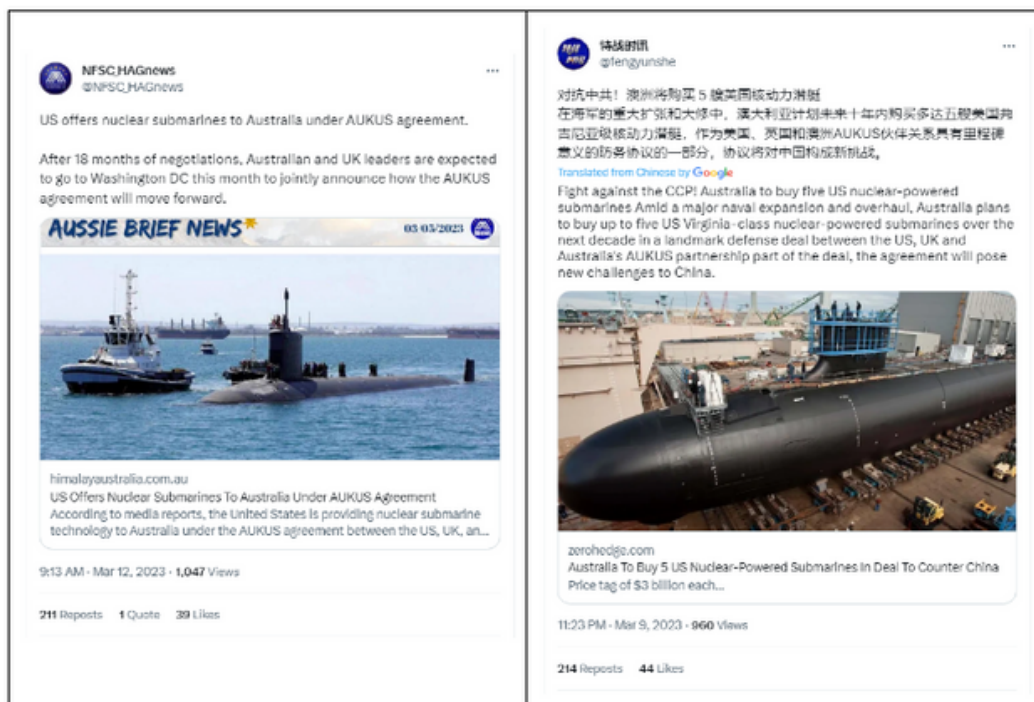 NFSC_HAGnews
@NFSC_HAGnews
US offers nuclear submarines to Australia under AUKUS agreement.
After 18 months of negotiations, Australian and UK leaders are expected
to go to Washington DC this month to jointly announce how the AUKUS
agreement will move forward.
AUSSIE BRIEF NEWS
03 05/2023
himalayaustralia.com.au
US Offers Nuclear Submarines To Australia Under AUKUS Agreement
According to media reports, the United States is providing nuclear submarine
technology to Australia under the AUKUS agreement between the US, UK, an...
9:13 AM · Mar 12, 2023 · 1,047 Views
211 Reposts 1 Quote 39 Likes
特战时讯
@fengyunshe
对抗中共！澳洲将购买 5 艘美国核动力潜艇
在海军的重大扩张和大修中，澳大利亚计划未来十年内购买多达五艘美国弗
吉尼亚级核动力潜艇，作为美国、英国和澳洲AUKUS伙伴关系具有里程碑
意义的防务协议的一部分，协议将对中国构成新挑战。
Translated from Chinese by Google
Fight against the CCP! Australia to buy five US nuclear-powered
submarines Amid a major naval expansion and overhaul, Australia plans
to buy up to five US Virginia-class nuclear-powered submarines over the
next decade in a landmark defense deal between the US, UK and
Australia's AUKUS partnership part of the deal, the agreement will pose
new challenges to China.
zerohedge.com
Australia To Buy 5 US Nuclear-Powered Submarines In Deal To Counter China
Price tag of $3 billion each...
11:23 PM · Mar 9, 2023 · 960 Views
214 Reposts 44 Likes